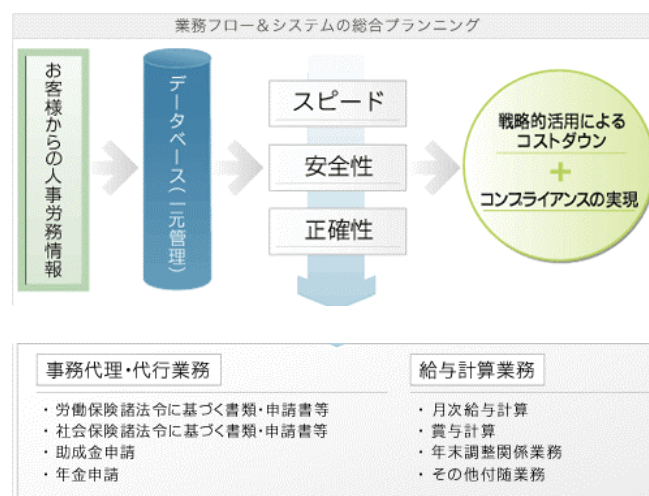 業務フロー&システムの総合プランニング
お客様からの人事労務情報
データベース(一元管理)
スピード
安全性
正確性
戦略的活用による
コストダウン
+
コンプライアンスの実現
事務代理・代行業務
・労働保険諸法令に基づく書類・申請書等
・社会保険諸法令に基づく書類・申請書等
・助成金申請
・年金申請
給与計算業務
・月次給与計算
・賞与計算
・年末調整関係業務
・その他付随業務